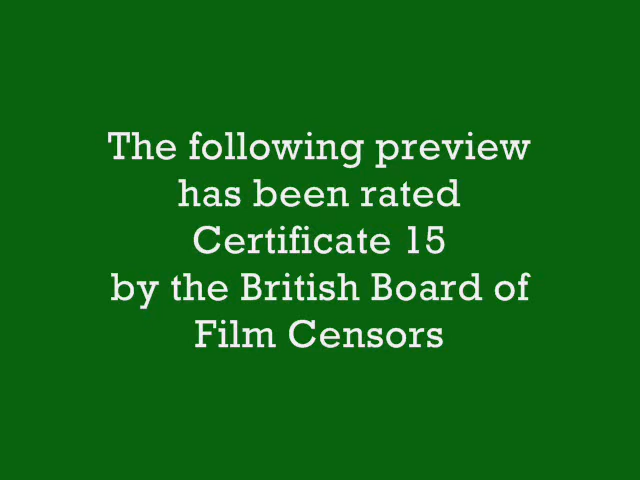 The following preview
has been rated
Certificate 15
by the British Board of
Film Censors